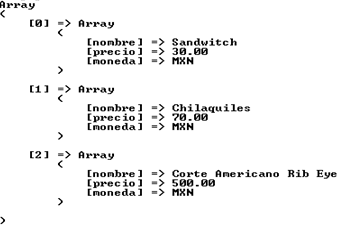 Array
(
[0] => Array
(
[nombre] => Sandwitch
[precio] => 30.00
[moneda] => MXN
)
[1] => Array
(
[nombre] => Chilaquiles
[precio] => 70.00
[moneda] => MXN
)
[2] => Array
(
[nombre] => Corte Americano Rib Eye
[precio] => 500.00
[moneda] => MXN
)
)